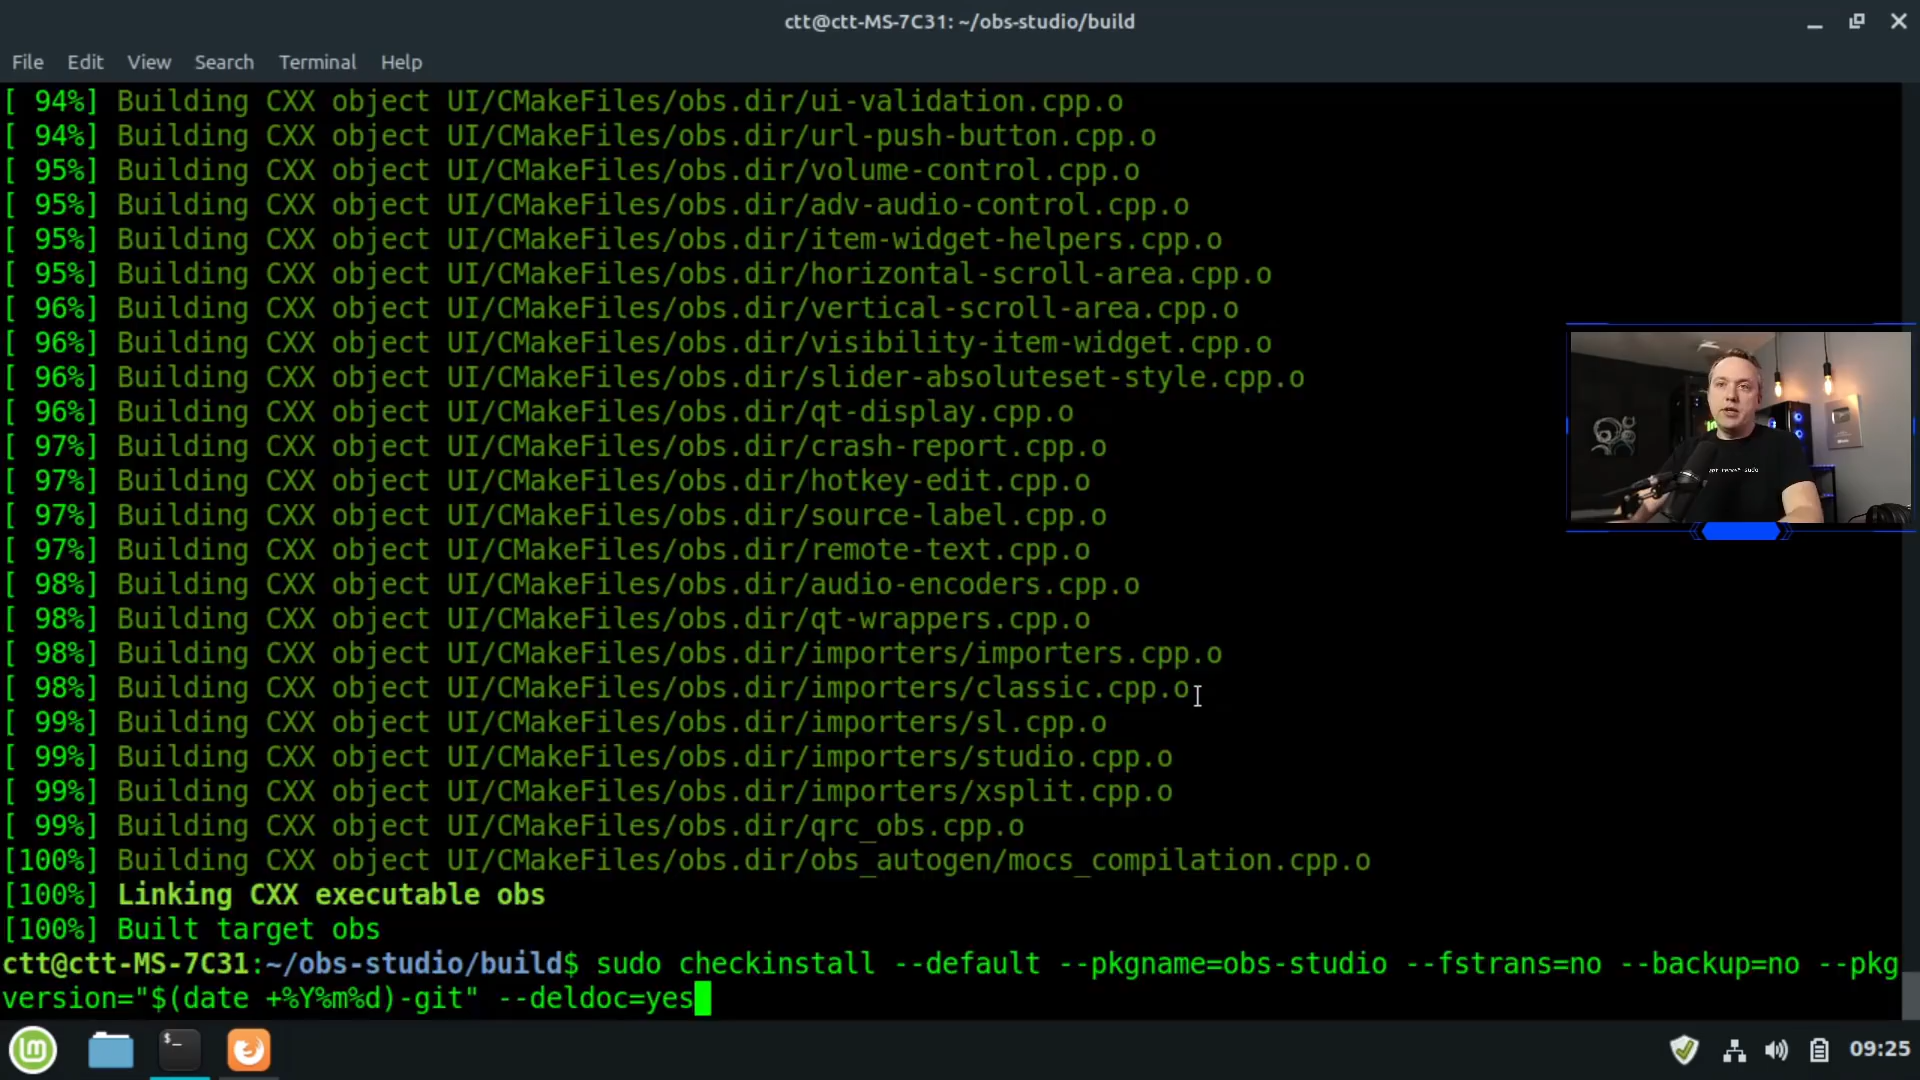 ctt@ctt-MS-7C31: ~/obs-studio/build
File Edit View Search Terminal Help
[ 94%] Building CXX object UI/CMakeFiles/obs.dir/ui-validation.cpp.o
[ 94%] Building CXX object UI/CMakeFiles/obs.dir/url-push-button.cpp.o
[ 95%] Building CXX object UI/CMakeFiles/obs.dir/volume-control.cpp.o
[ 95%] Building CXX object UI/CMakeFiles/obs.dir/adv-audio-control.cpp.o
[ 95%] Building CXX object UI/CMakeFiles/obs.dir/item-widget-helpers.cpp.o
[ 95%] Building CXX object UI/CMakeFiles/obs.dir/horizontal-scroll-area.cpp.o
[ 96%] Building CXX object UI/CMakeFiles/obs.dir/vertical-scroll-area.cpp.o
[ 96%] Building CXX object UI/CMakeFiles/obs.dir/visibility-item-widget.cpp.o
[ 96%] Building CXX object UI/CMakeFiles/obs.dir/slider-absoluteset-style.cpp.o
[ 96%] Building CXX object UI/CMakeFiles/obs.dir/qt-display.cpp.o
[ 97%] Building CXX object UI/CMakeFiles/obs.dir/crash-report.cpp.o
[ 97%] Building CXX object UI/CMakeFiles/obs.dir/hotkey-edit.cpp.o
[ 97%] Building CXX object UI/CMakeFiles/obs.dir/source-label.cpp.o
[ 97%] Building CXX object UI/CMakeFiles/obs.dir/remote-text.cpp.o
[ 98%] Building CXX object UI/CMakeFiles/obs.dir/audio-encoders.cpp.o
[ 98%] Building CXX object UI/CMakeFiles/obs.dir/qt-wrappers.cpp.o
[ 98%] Building CXX object UI/CMakeFiles/obs.dir/importers/importers.cpp.o
[ 98%] Building CXX object UI/CMakeFiles/obs.dir/importers/classic.cpp.o
[ 99%] Building CXX object UI/CMakeFiles/obs.dir/importers/sl.cpp.o
[ 99%] Building CXX object UI/CMakeFiles/obs.dir/importers/studio.cpp.o
[ 99%] Building CXX object UI/CMakeFiles/obs.dir/importers/xsplit.cpp.o
[ 99%] Building CXX object UI/CMakeFiles/obs.dir/qrc_obs.cpp.o
[100%] Building CXX object UI/CMakeFiles/obs.dir/obs_autogen/mocs_compilation.cpp.o
[100%] Linking CXX executable obs
[100%] Built target obs
ctt@ctt-MS-7C31:~/obs-studio/build$ sudo checkinstall --default --pkgname=obs-studio --fstrans=no --backup=no --pkg
version="$(date +%Y%m%d)-git" --deldoc=yes
09:25